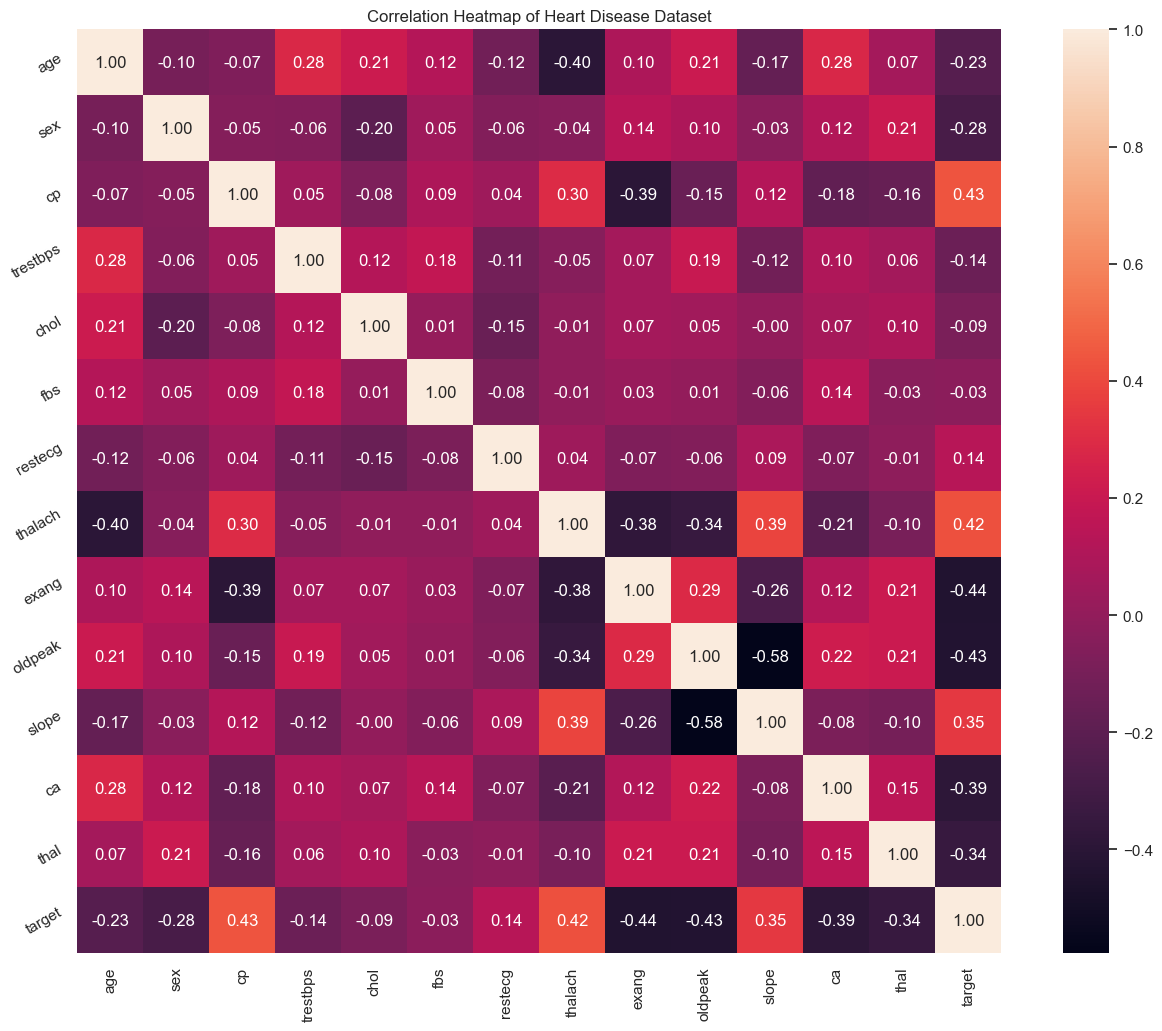 Correlation Heatmap of Heart Disease Dataset
age 1.00 -0.10 -0.07 0.28 0.21 0.12 -0.12 -0.40 0.10 0.21 -0.17 0.28 0.07 -0.23
sex -0.10 1.00 -0.05 -0.06 -0.20 0.05 -0.06 -0.04 0.14 0.10 -0.03 0.12 0.21 -0.28
cp -0.07 -0.05 1.00 0.05 -0.08 0.09 0.04 0.30 -0.39 -0.15 0.12 -0.18 -0.16 0.43
trestbps 0.28 -0.06 0.05 1.00 0.12 0.18 -0.11 -0.05 0.07 0.19 -0.12 0.10 0.06 -0.14
chol 0.21 -0.20 -0.08 0.12 1.00 0.01 -0.15 -0.01 0.07 0.05 -0.00 0.07 0.10 -0.09
fbs 0.12 0.05 0.09 0.18 0.01 1.00 -0.08 -0.01 0.03 0.01 -0.06 0.14 -0.03 -0.03
restecg -0.12 -0.06 0.04 -0.11 -0.15 -0.08 1.00 0.04 -0.07 -0.06 0.09 -0.07 -0.01 0.14
thalach -0.40 -0.04 0.30 -0.05 -0.01 -0.01 0.04 1.00 -0.38 -0.34 0.39 -0.21 -0.10 0.42
exang 0.10 0.14 -0.39 0.07 0.07 0.03 -0.07 -0.38 1.00 0.29 -0.26 0.12 0.21 -0.44
oldpeak 0.21 0.10 -0.15 0.19 0.05 0.01 -0.06 -0.34 0.29 1.00 -0.58 0.22 0.21 -0.43
slope -0.17 -0.03 0.12 -0.12 -0.00 -0.06 0.09 0.39 -0.26 -0.58 1.00 -0.08 -0.10 0.35
ca 0.28 0.12 -0.18 0.10 0.07 0.14 -0.07 -0.21 0.12 0.22 -0.08 1.00 0.15 -0.39
thal 0.07 0.21 -0.16 0.06 0.10 -0.03 -0.01 -0.10 0.21 0.21 -0.10 0.15 1.00 -0.34
target -0.23 -0.28 0.43 -0.14 -0.09 -0.03 0.14 0.42 -0.44 -0.43 0.35 -0.39 -0.34 1.00
age sex cp trestbps chol fbs restecg thalach exang oldpeak slope ca thal target
1.0
0.8
0.6
0.4
0.2
0.0
−0.2
−0.4